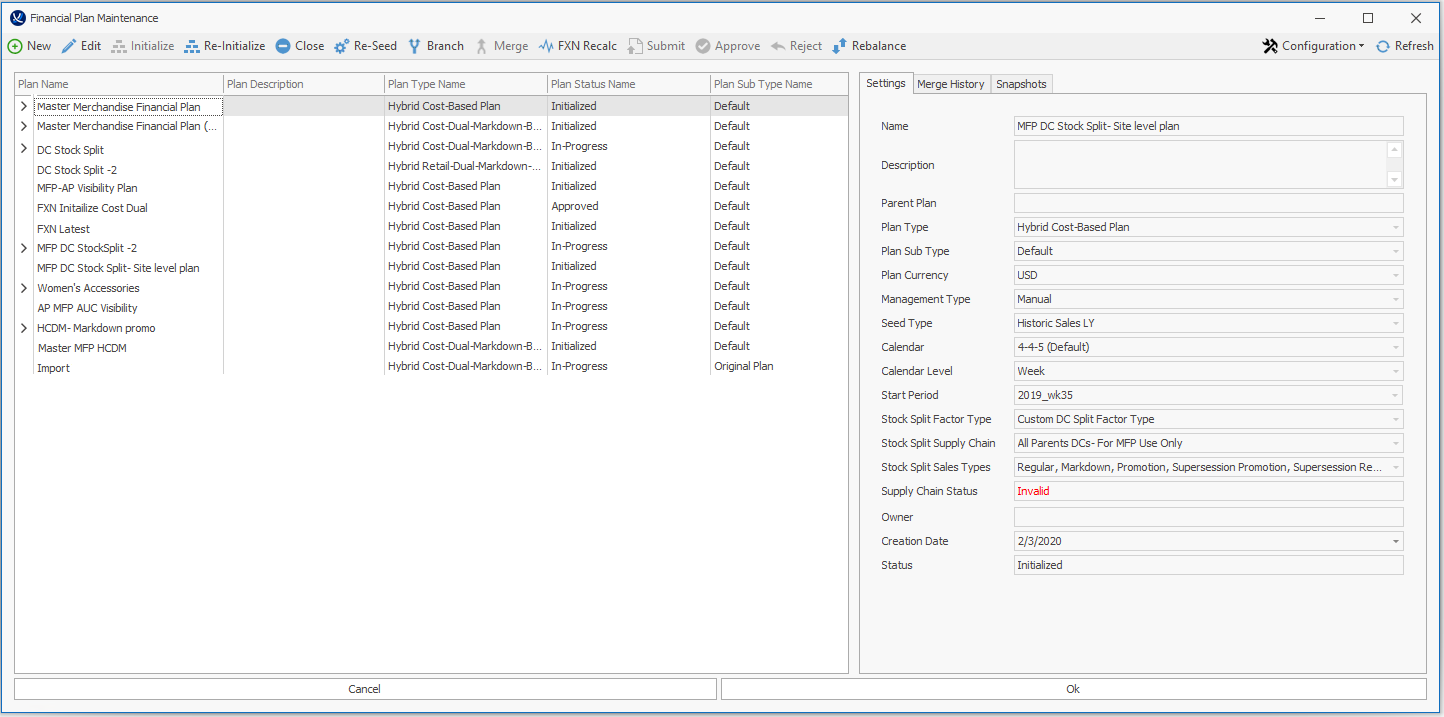 Financial Plan Maintenance
New Edit Initialize Re-Initialize Close Re-Seed Branch Merge FXN Recalc Submit Approve Reject Rebalance Configuration Refresh
Plan Name Plan Description Plan Type Name Plan Status Name Plan Sub Type Name
Master Merchandise Financial Plan Hybrid Cost-Based Plan Initialized Default
Master Merchandise Financial Plan (... Hybrid Cost-Dual-Markdown-B... Initialized Default
DC Stock Split Hybrid Cost-Dual-Markdown-B... In-Progress Default
DC Stock Split -2 Hybrid Retail-Dual-Markdown-... Initialized Default
MFP-AP Visibility Plan Hybrid Cost-Based Plan Initialized Default
FXN Initailize Cost Dual Hybrid Cost-Based Plan Approved Default
FXN Latest Hybrid Cost-Based Plan Initialized Default
MFP DC StockSplit -2 Hybrid Cost-Based Plan In-Progress Default
MFP DC Stock Split- Site level plan Hybrid Cost-Based Plan Initialized Default
Women's Accessories Hybrid Cost-Based Plan In-Progress Default
AP MFP AUC Visibility Hybrid Cost-Based Plan In-Progress Default
HCDM- Markdown promo Hybrid Cost-Based Plan In-Progress Default
Master MFP HCDM Hybrid Cost-Dual-Markdown-B... Initialized Default
Import Hybrid Cost-Dual-Markdown-B... In-Progress Original Plan
Settings Merge History Snapshots
Name MFP DC Stock Split- Site level plan
Description
Parent Plan
Plan Type Hybrid Cost-Based Plan
Plan Sub Type Default
Plan Currency USD
Management Type Manual
Seed Type Historic Sales LY
Calendar 4-4-5 (Default)
Calendar Level Week
Start Period 2019_wk35
Stock Split Factor Type Custom DC Split Factor Type
Stock Split Supply Chain All Parents DCs- For MFP Use Only
Stock Split Sales Types Regular, Markdown, Promotion, Supersession Promotion, Supersession Re...
Supply Chain Status Invalid
Owner
Creation Date 2/3/2020
Status Initialized
Cancel Ok